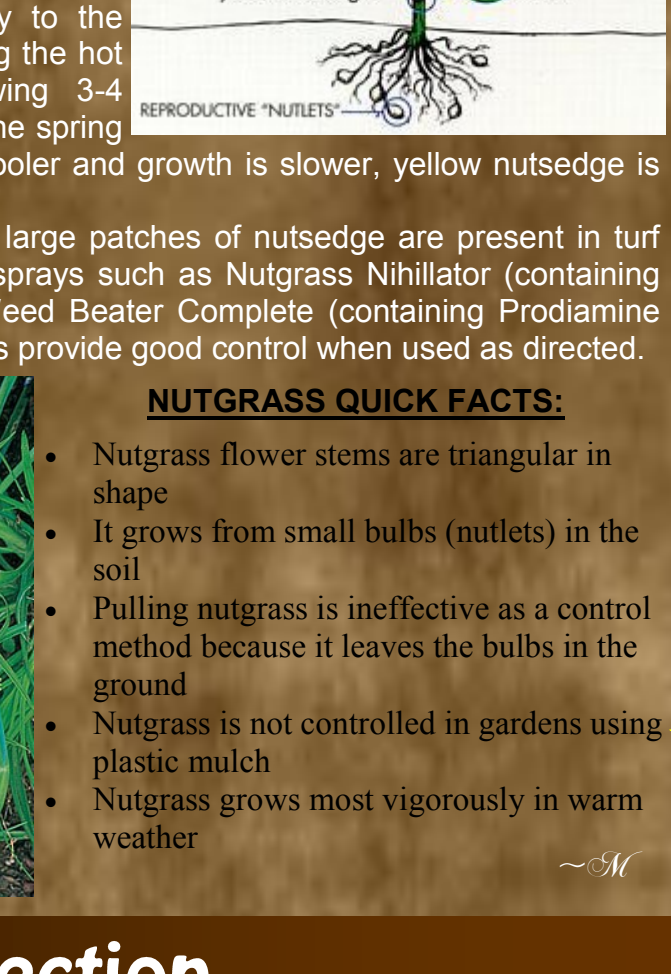 y to the
g the hot
wing 3-4
he spring
REPRODUCTIVE "NUTLETS"
ooler and growth is slower, yellow nutsedge is
large patches of nutsedge are present in turf
sprays such as Nutgrass Nihillator (containing
Weed Beater Complete (containing Prodiamine
s provide good control when used as directed.
NUTGRASS QUICK FACTS:
• Nutgrass flower stems are triangular in
shape
• It grows from small bulbs (nutlets) in the
soil
• Pulling nutgrass is ineffective as a control
method because it leaves the bulbs in the
ground
• Nutgrass is not controlled in gardens using
plastic mulch
• Nutgrass grows most vigorously in warm
weather
~M
ection